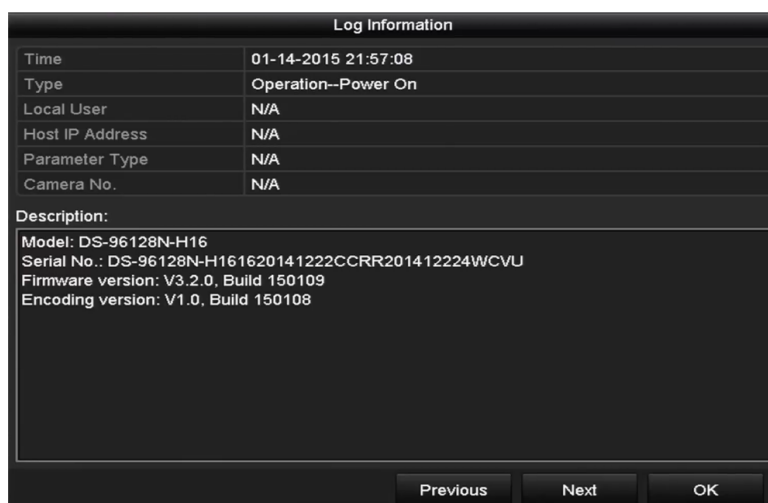 Log Information
Time 01-14-2015 21:57:08
Type Operation--Power On
Local User N/A
Host IP Address N/A
Parameter Type N/A
Camera No. N/A
Description:
Model: DS-96128N-H16
Serial No.: DS-96128N-H161620141222CCRR201412224WCVU
Firmware version: V3.2.0, Build 150109
Encoding version: V1.0, Build 150108
Previous Next OK